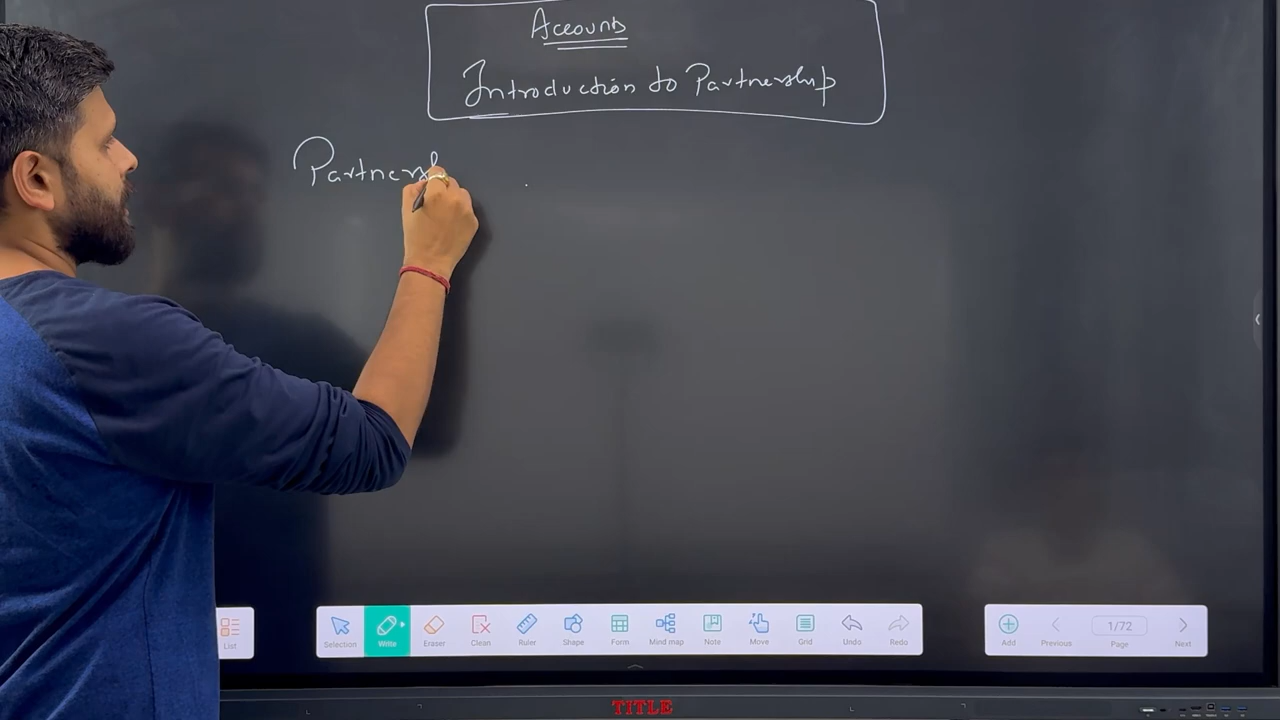 Accounts
Introduction to Partnership
Partnersh
List
Selection
Write
Eraser
Clean
Ruler
Shape
Form
Mind map
Note
Move
Grid
Undo
Redo
Add
Previous
1/72
Page
Next
TITLE